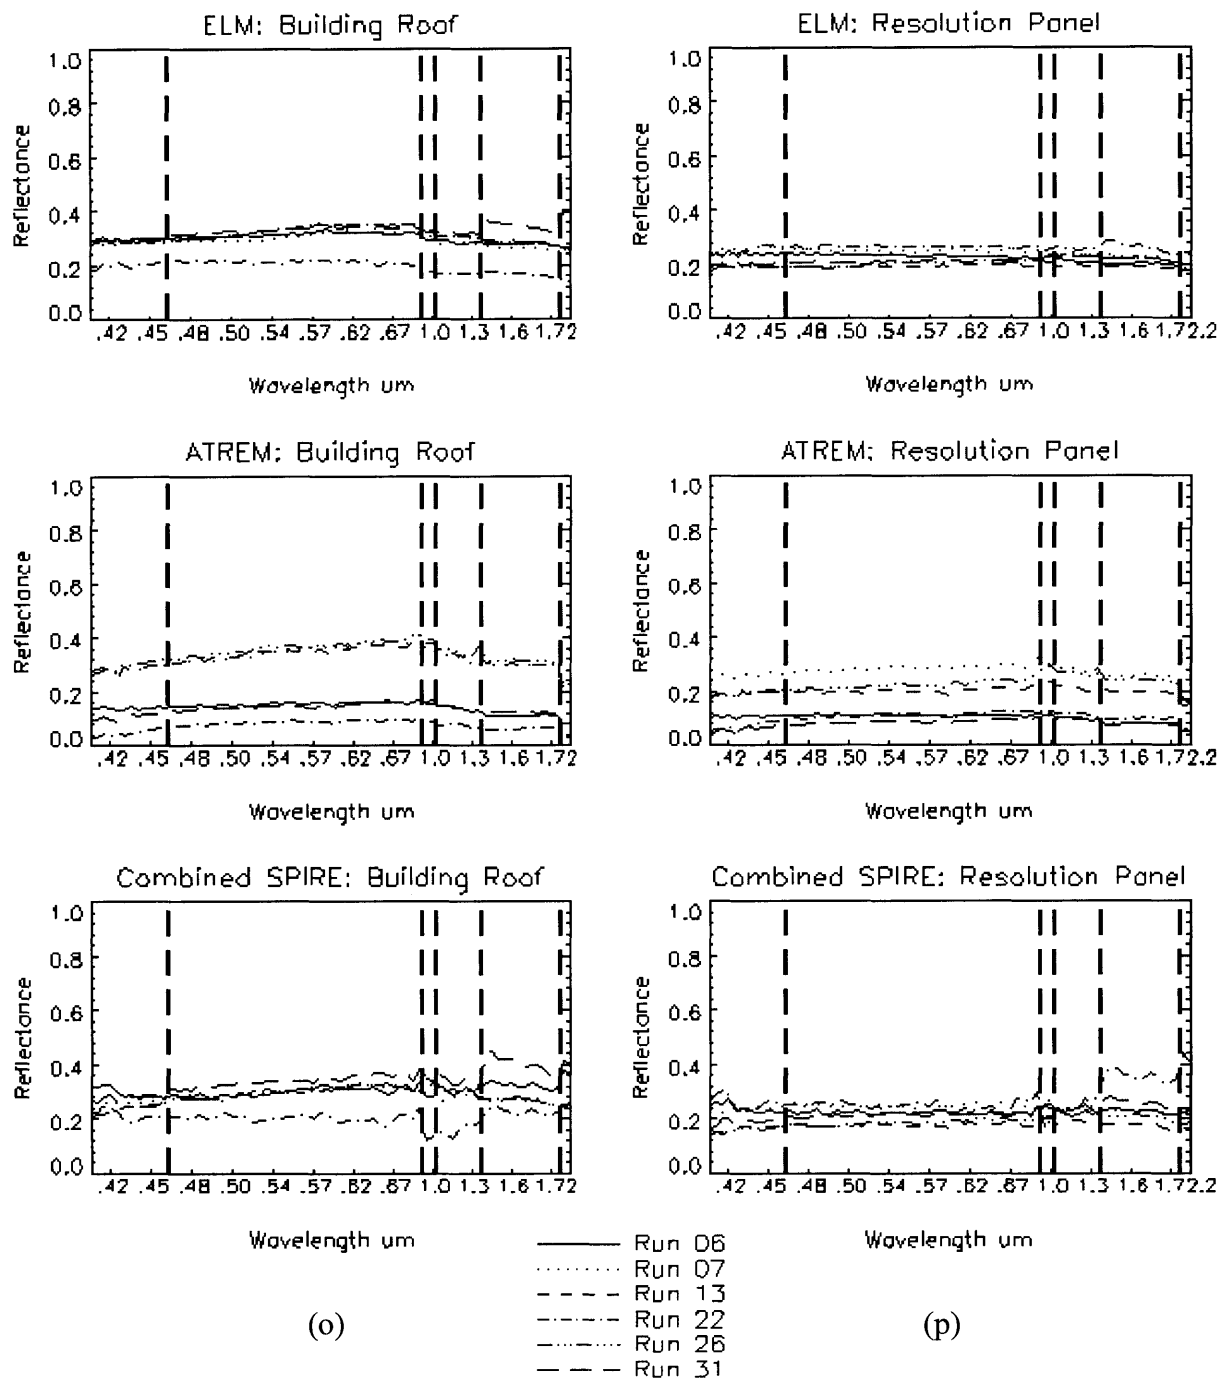 ELM: Building Roof
1.0
0.8
0.6
0.4
0.2
0.0
Reflectance
.42 .45 .48 .50 .54 .57 .62 .67 1.0 1.3 1.6 1.72
Wavelength um
ELM: Resolution Panel
1.0
0.8
0.6
0.4
0.2
0.0
Reflectance
.42 .45 .48 .50 .54 .57 .62 .67 1.0 1.3 1.6 1.72.2
Wavelength um
ATREM: Building Roof
1.0
0.8
0.6
0.4
0.2
0.0
Reflectance
.42 .45 .48 .50 .54 .57 .62 .67 1.0 1.3 1.6 1.72
Wavelength um
ATREM: Resolution Panel
1.0
0.8
0.6
0.4
0.2
0.0
Reflectance
.42 .45 .48 .50 .54 .57 .62 .67 1.0 1.3 1.6 1.72.2
Wavelength um
Combined SPIRE: Building Roof
1.0
0.8
0.6
0.4
0.2
0.0
Reflectance
.42 .45 .48 .50 .54 .57 .62 .67 1.0 1.3 1.6 1.72
Wavelength um
Combined SPIRE: Resolution Panel
1.0
0.8
0.6
0.4
0.2
0.0
Reflectance
.42 .45 .48 .50 .54 .57 .62 .67 1.0 1.3 1.6 1.72.2
Wavelength um
Run 06
Run 07
Run 13
Run 22
Run 26
Run 31
(o)
(p)